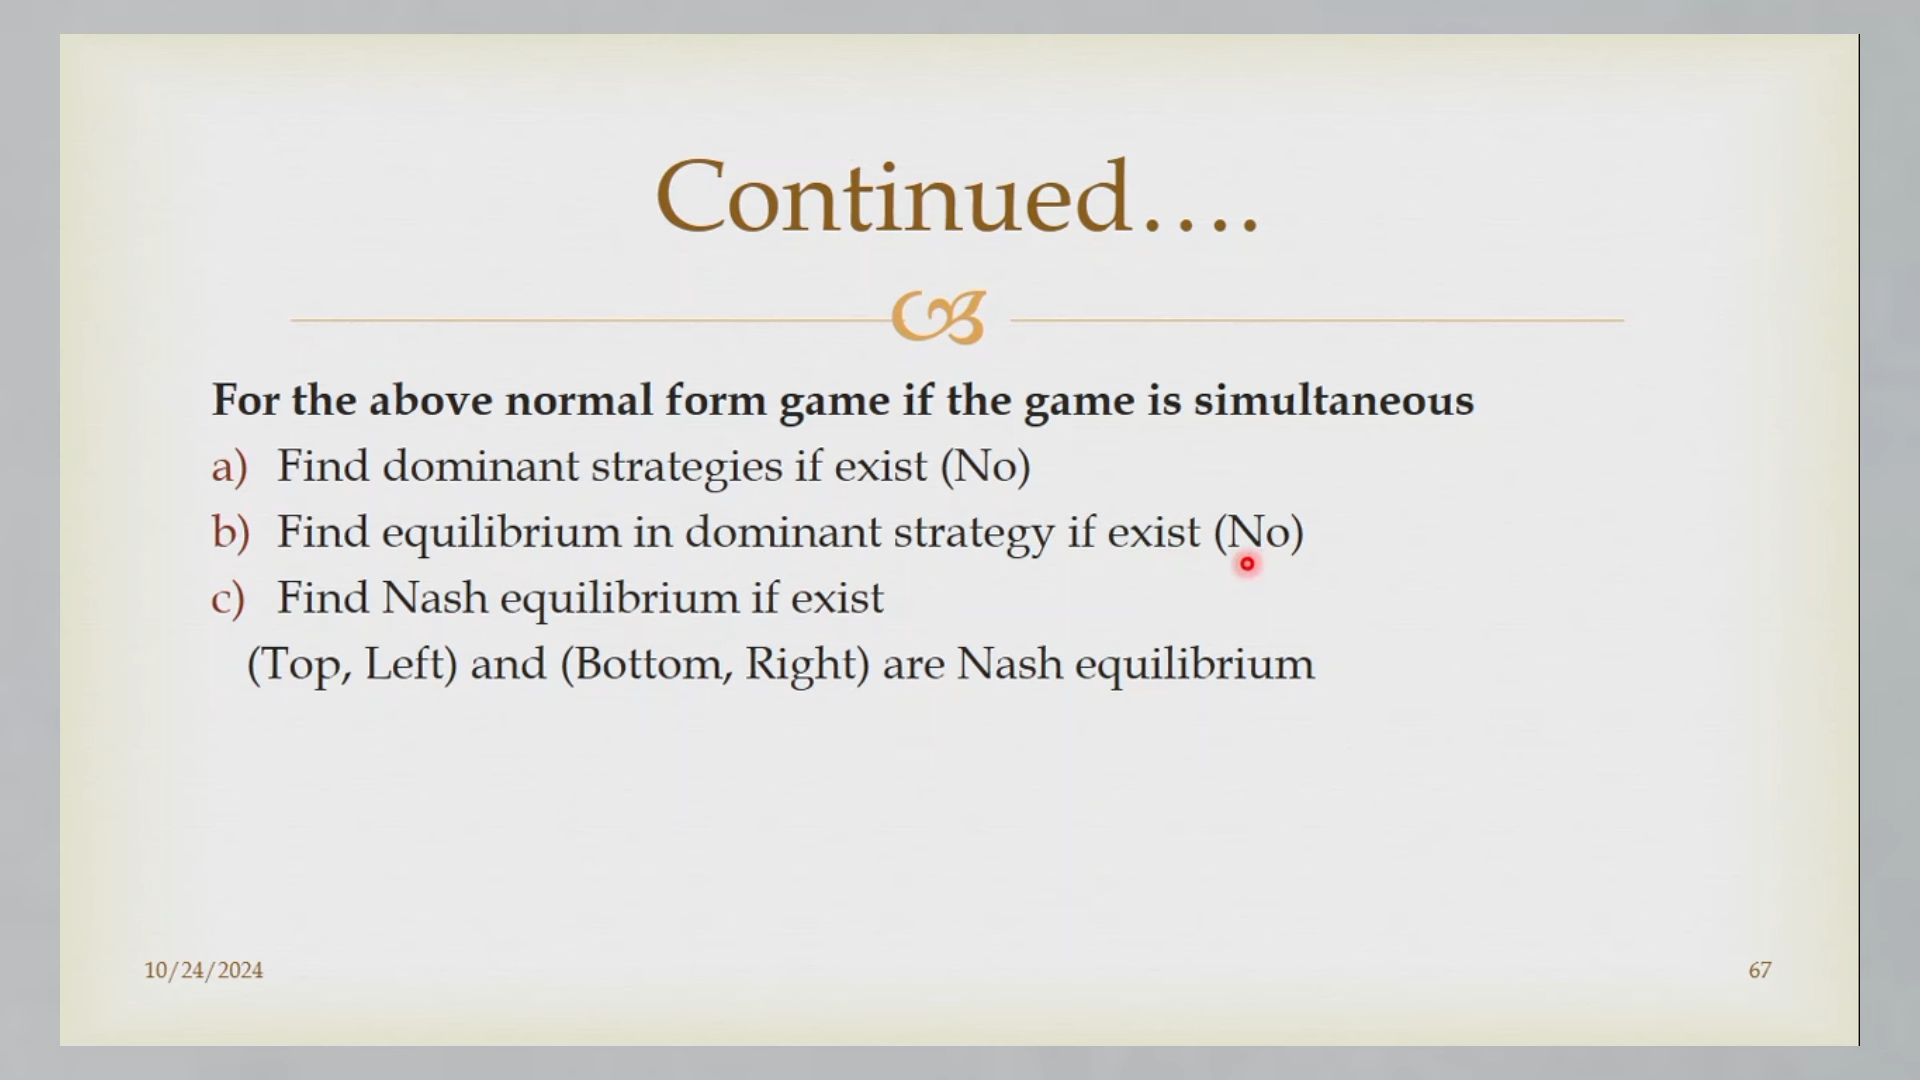 Continued....
For the above normal form game if the game is simultaneous
a) Find dominant strategies if exist (No)
b) Find equilibrium in dominant strategy if exist (No)
c) Find Nash equilibrium if exist
(Top, Left) and (Bottom, Right) are Nash equilibrium
10/24/2024
67